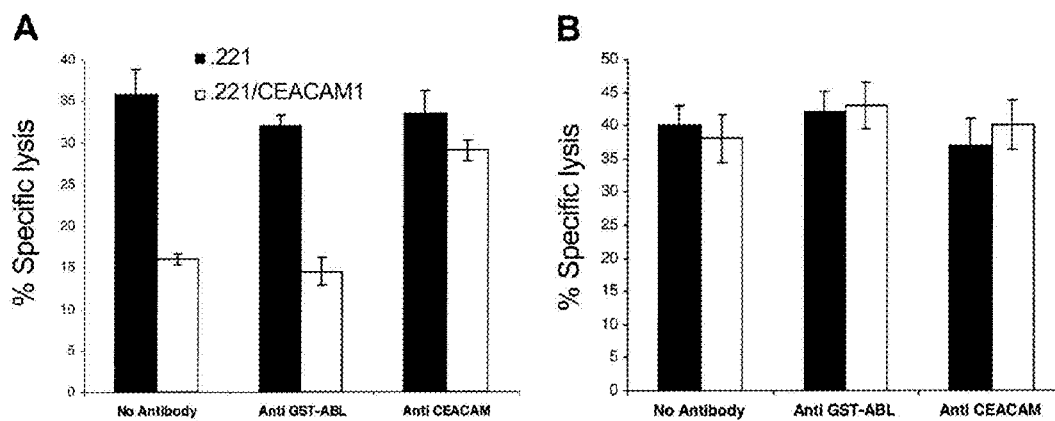 A
% Specific lysis
40
35
30
25
20
15
10
5
0
.221
.221/CEACAM1
No Antibody
Anti GST-ABL
Anti CEACAM
B
% Specific lysis
50
45
40
35
30
25
20
15
10
5
0
No Antibody
Anti GST-ABL
Anti CEACAM